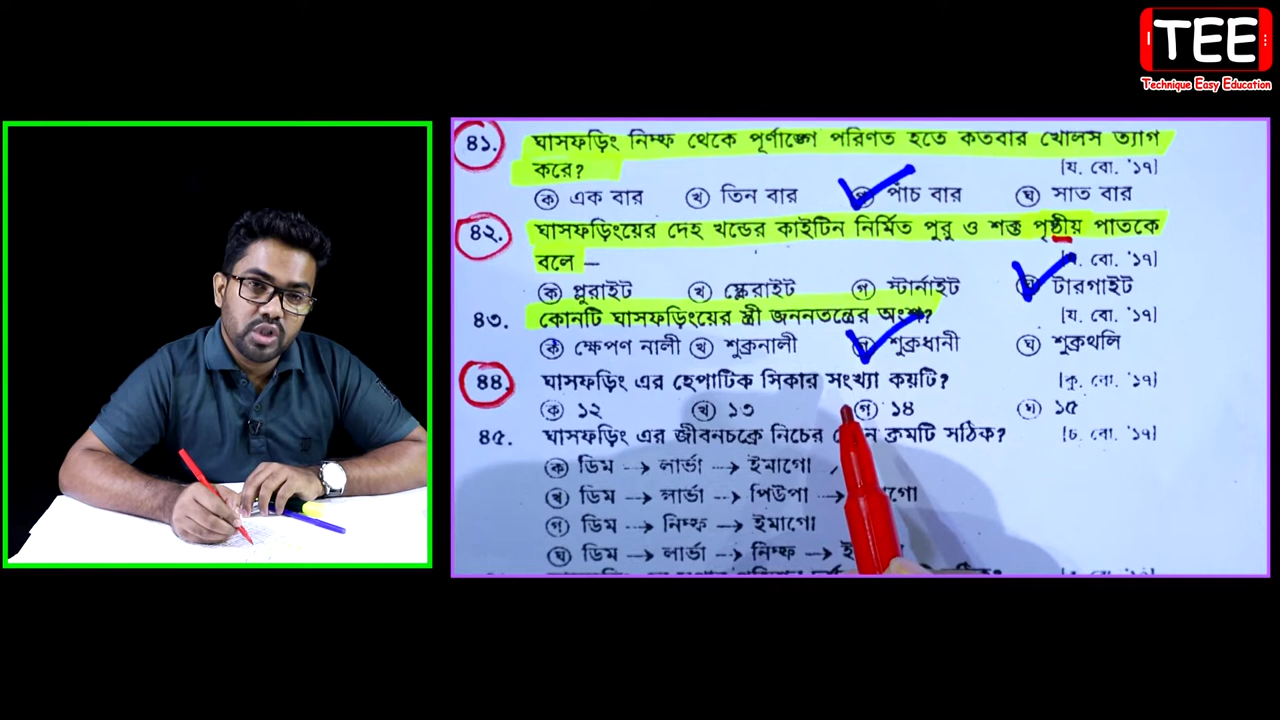 TEE
Technique Easy Education
৪১. ঘাসফড়িং নিম্ফ থেকে পূর্ণাঙ্গে পরিণত হতে কতবার খোলস ত্যাগ
করে? [য. বো. '১৭]
ক এক বার খ তিন বার পাঁচ বার ঘ সাত বার
৪২. ঘাসফড়িংয়ের দেহ খন্ডের কাইটিন নির্মিত পুরু ও শক্ত পৃষ্ঠীয় পাতকে
বলে – বো. '১৭]
ক প্লুরাইট খ স্ক্লেরাইট গ স্টার্নাইট টারগাইট
৪৩. কোনটি ঘাসফড়িংয়ের স্ত্রী জননতন্ত্রের অংশ? [য. বো. '১৭]
ক ক্ষেপণ নালী খ শুক্রনালী শুক্রধানী ঘ শুক্রথলি
৪৪. ঘাসফড়িং এর হেপাটিক সিকার সংখ্যা কয়টি? [কু. বো. '১৭]
ক ১২ খ ১৩ গ ১৪ ঘ ১৫
৪৫. ঘাসফড়িং এর জীবনচক্রে নিচের ক্রমটি সঠিক? [চ. বো. '১৭]
ক ডিম → লার্ভা → ইমাগো
খ ডিম → লার্ভা → পিউপা →
গ ডিম → নিম্ফ → ইমাগো
ঘ ডিম → লার্ভা → নিম্ফ →